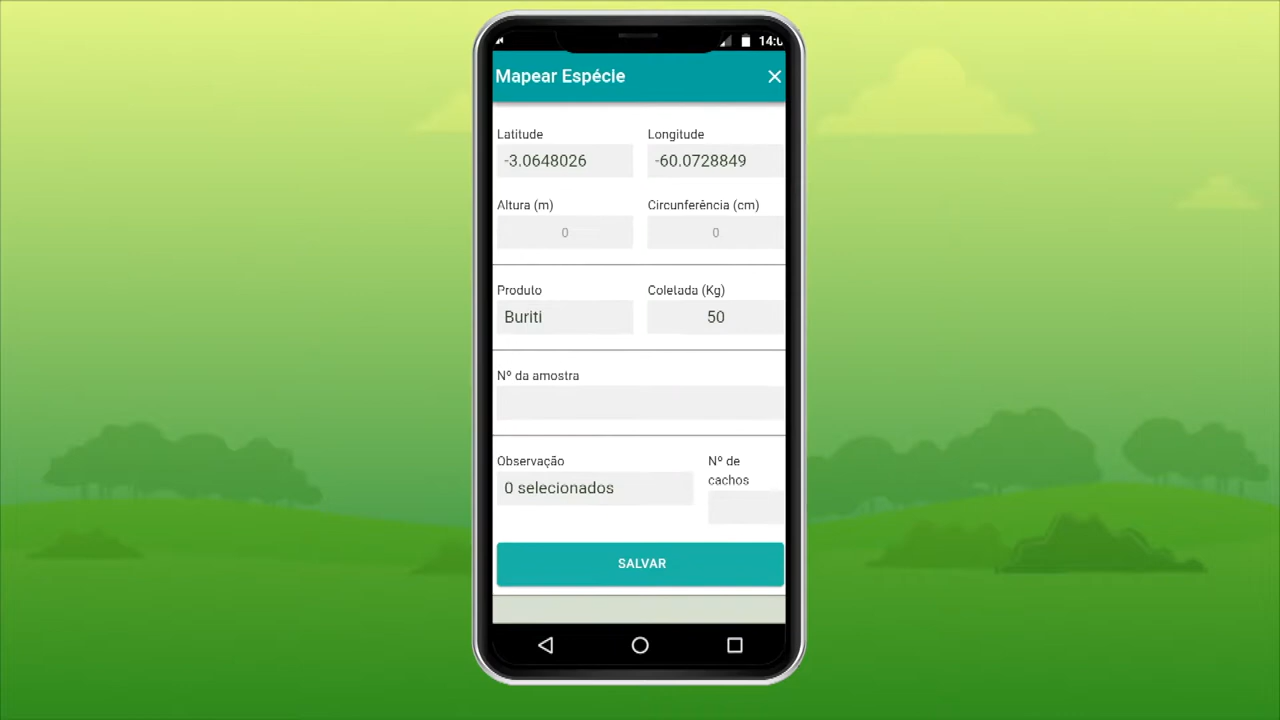 14:0
Mapear Espécie
Latitude Longitude
-3.0648026 -60.0728849
Altura (m) Circunferência (cm)
0 0
Produto Coletada (Kg)
Buriti 50
Nº da amostra
Observação Nº de cachos
0 selecionados
SALVAR